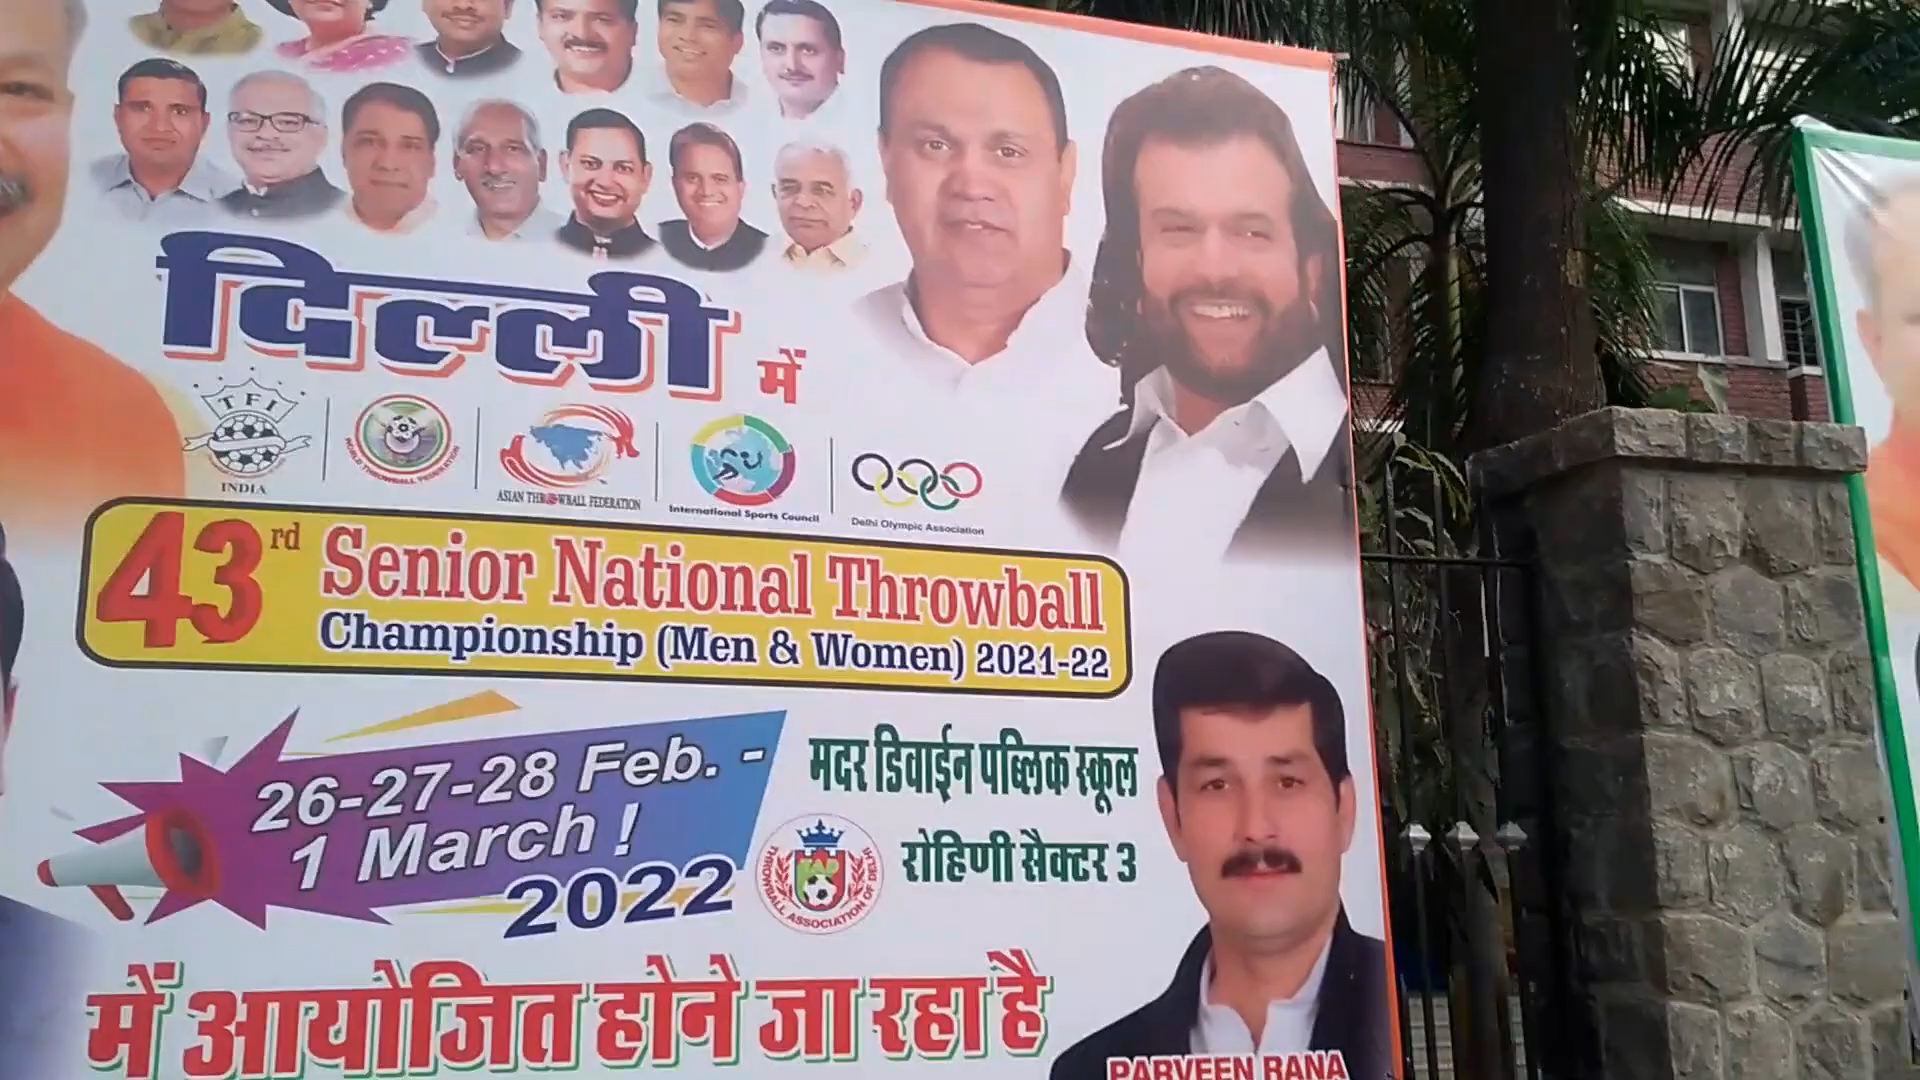 दिल्ली में
TFI
INDIA
WORLD THROWBALL FEDERATION
ASIAN THROWBALL FEDERATION
International Sports Council
Delhi Olympic Association
43rd Senior National Throwball
Championship (Men & Women) 2021-22
26-27-28 Feb. -
1 March !
2022
मदर डिवाईन पब्लिक स्कूल
रोहिणी सैक्टर 3
THROWBALL ASSOCIATION OF DELHI
में आयोजित होने जा रहा है
PARVEEN RANA